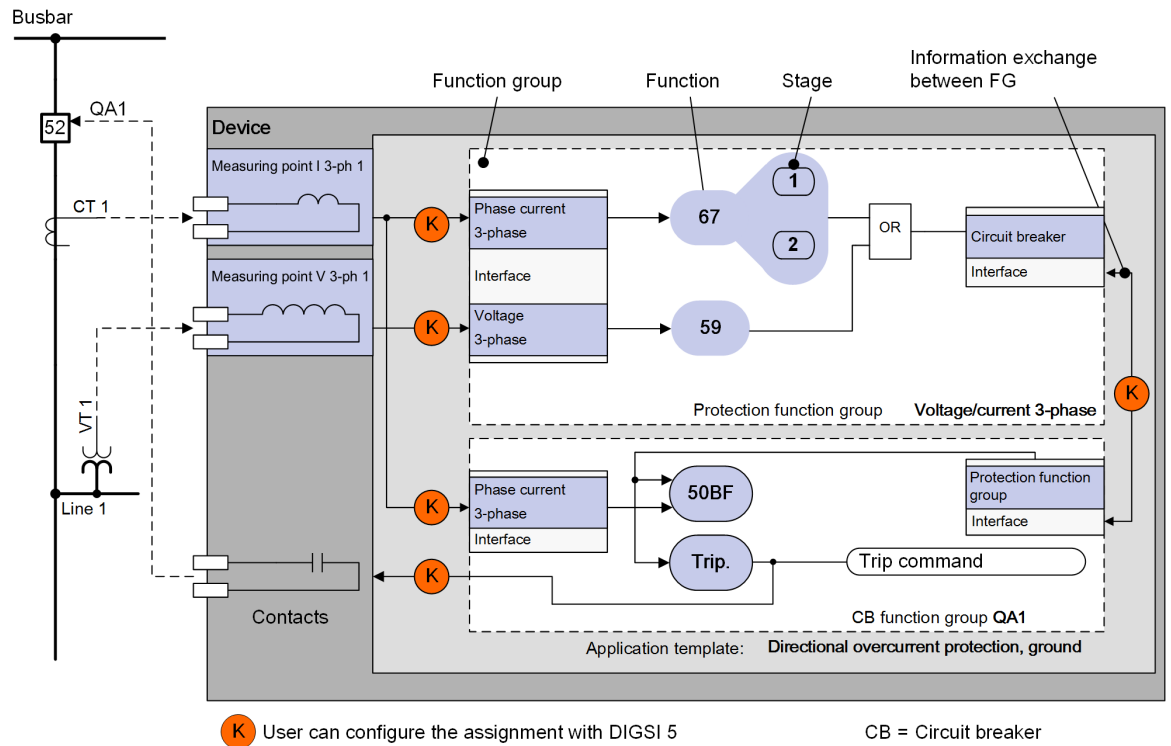 Busbar
Information exchange
between FG
Function group
Function
Stage
QA1
52
Device
Measuring point I 3-ph 1
1
CT 1
K
Phase current
3-phase
67
OR
Circuit breaker
2
Interface
Interface
Measuring point V 3-ph 1
K
Voltage
3-phase
59
K
VT 1
Protection function group
Voltage/current 3-phase
Line 1
K
Phase current
3-phase
Interface
50BF
Protection function
group
Interface
K
Trip.
Trip command
Contacts
CB function group QA1
Application template:
Directional overcurrent protection, ground
K
User can configure the assignment with DIGSI 5
CB = Circuit breaker